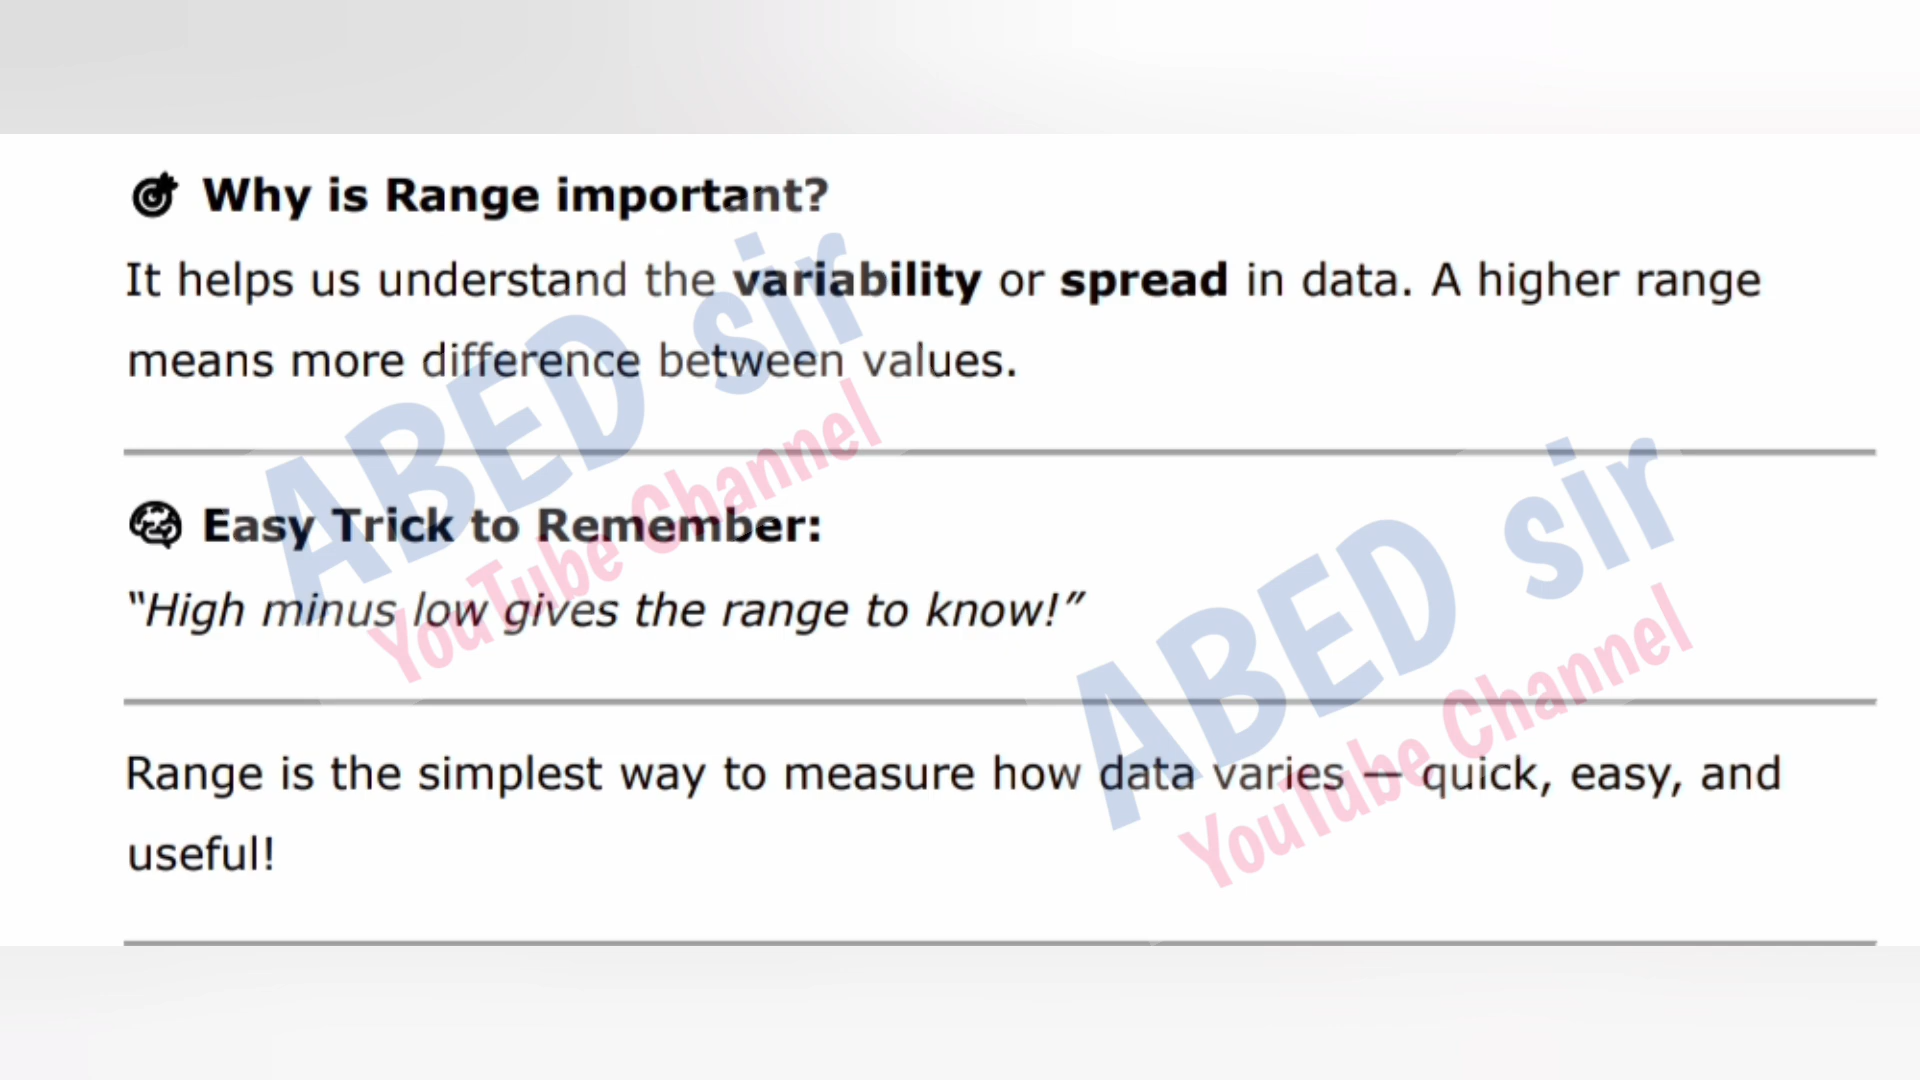 Why is Range important?
It helps us understand the variability or spread in data. A higher range
means more difference between values.
Easy Trick to Remember:
“High minus low gives the range to know!”
Range is the simplest way to measure how data varies — quick, easy, and
useful!
ABED sir
YouTube Channel
ABED sir
YouTube Channel